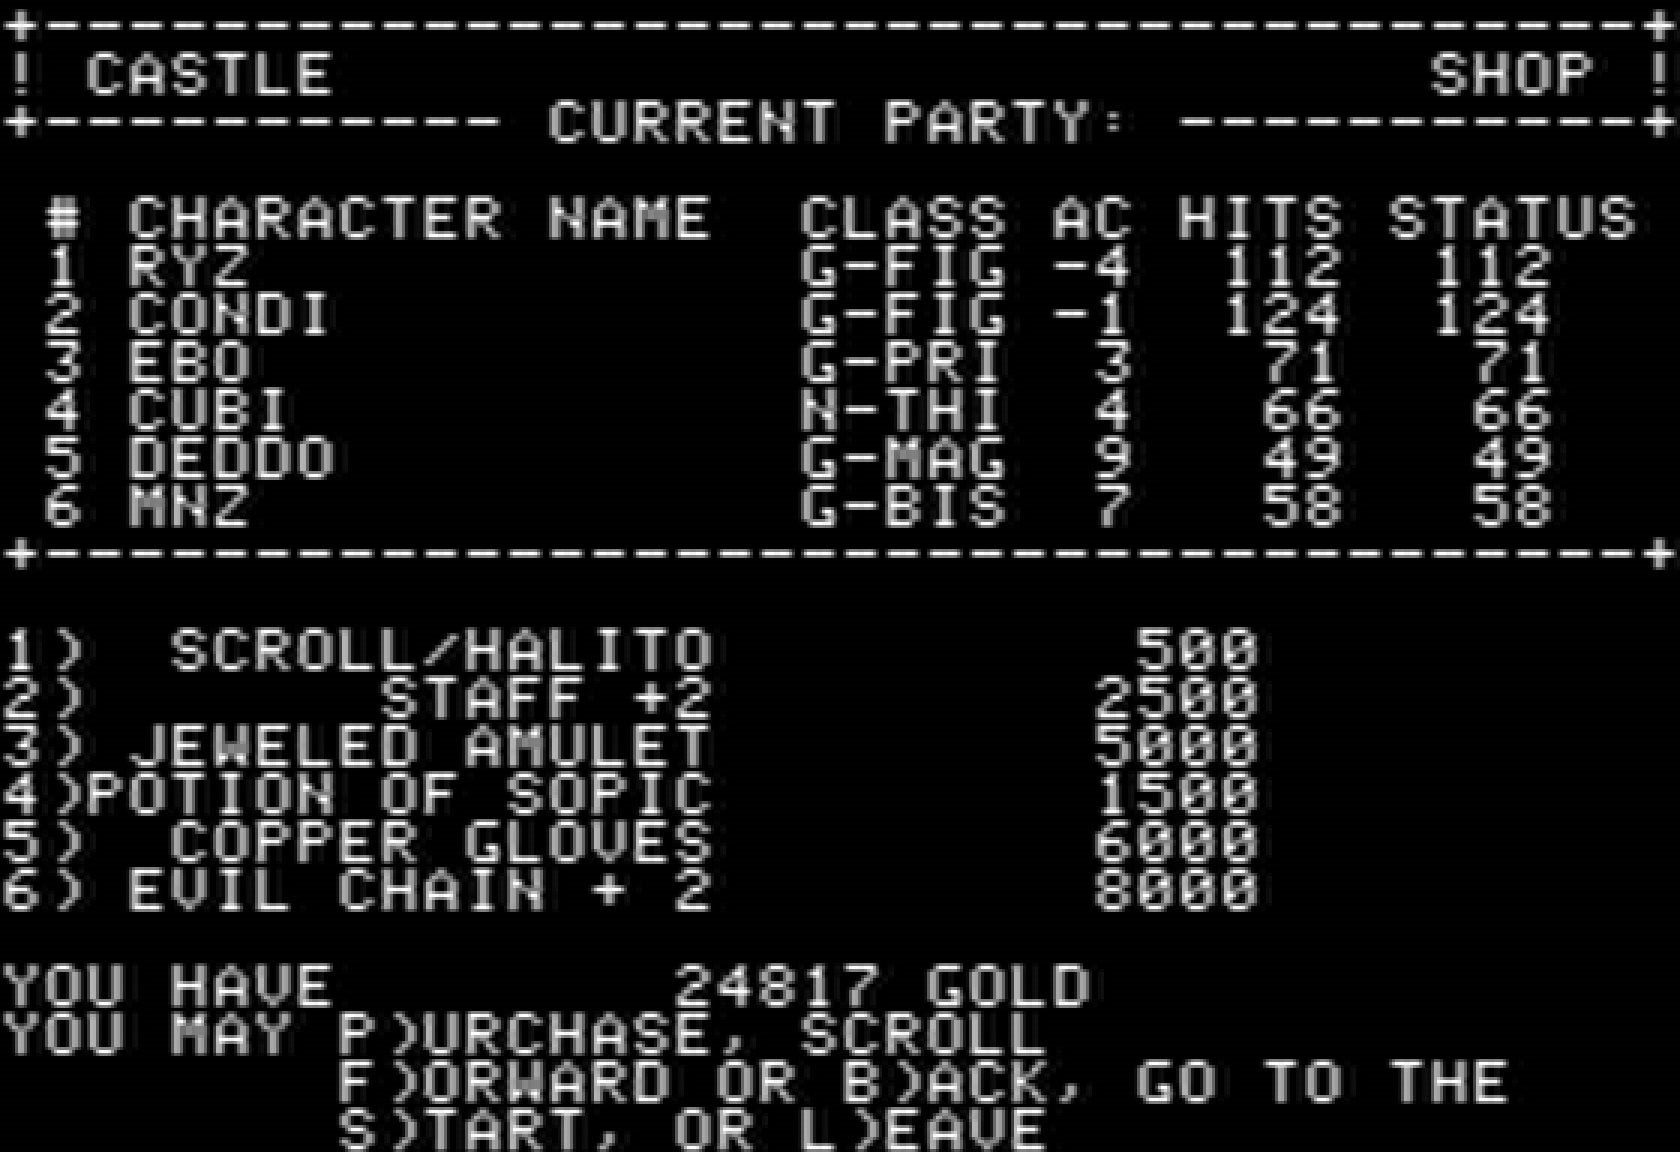 +--------------------------------------+
! CASTLE                          SHOP !
+----------- CURRENT PARTY: -----------+
 # CHARACTER NAME  CLASS AC HITS STATUS
 1 RYZ             G-FIG -4  112  112
 2 CONDI           G-FIG -1  124  124
 3 EBO             G-PRI  3   71   71
 4 CUBI            N-THI  4   66   66
 5 DEDDO           G-MAG  9   49   49
 6 MNZ             G-BIS  7   58   58
+--------------------------------------+
1)  SCROLL/HALITO          500
2)       STAFF +2         2500
3) JEWELED AMULET         5000
4)POTION OF SOPIC         1500
5)  COPPER GLOVES         6000
6) EVIL CHAIN + 2         8000
YOU HAVE        24817 GOLD
YOU MAY P)URCHASE, SCROLL
        F)ORWARD OR B)ACK, GO TO THE
        S)TART, OR L)EAVE